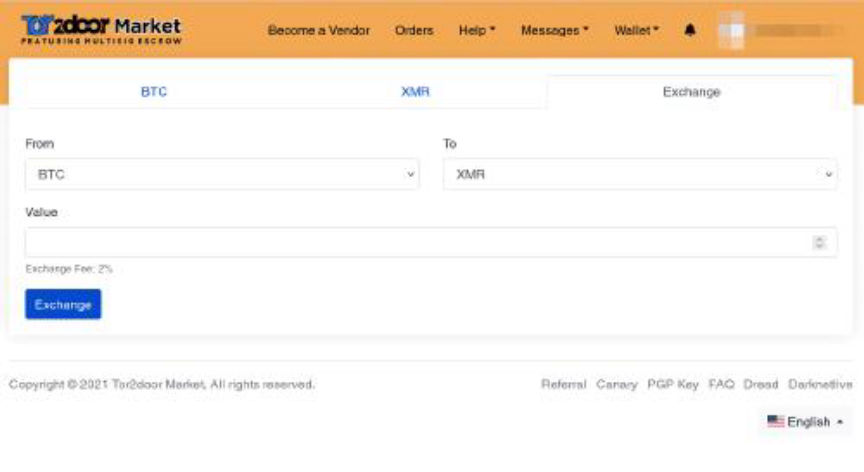 Tor2door Market
FEATURING MULTISIG ESCROW
Become a Vendor Orders Help Messages Wallet
BTC XMR Exchange
From To
BTC XMR
Value
Exchange Fee: 2%
Exchange
Copyright © 2021 Tor2door Market, All rights reserved.
Referral Canary PGP Key FAQ Dread Darknetlive
English